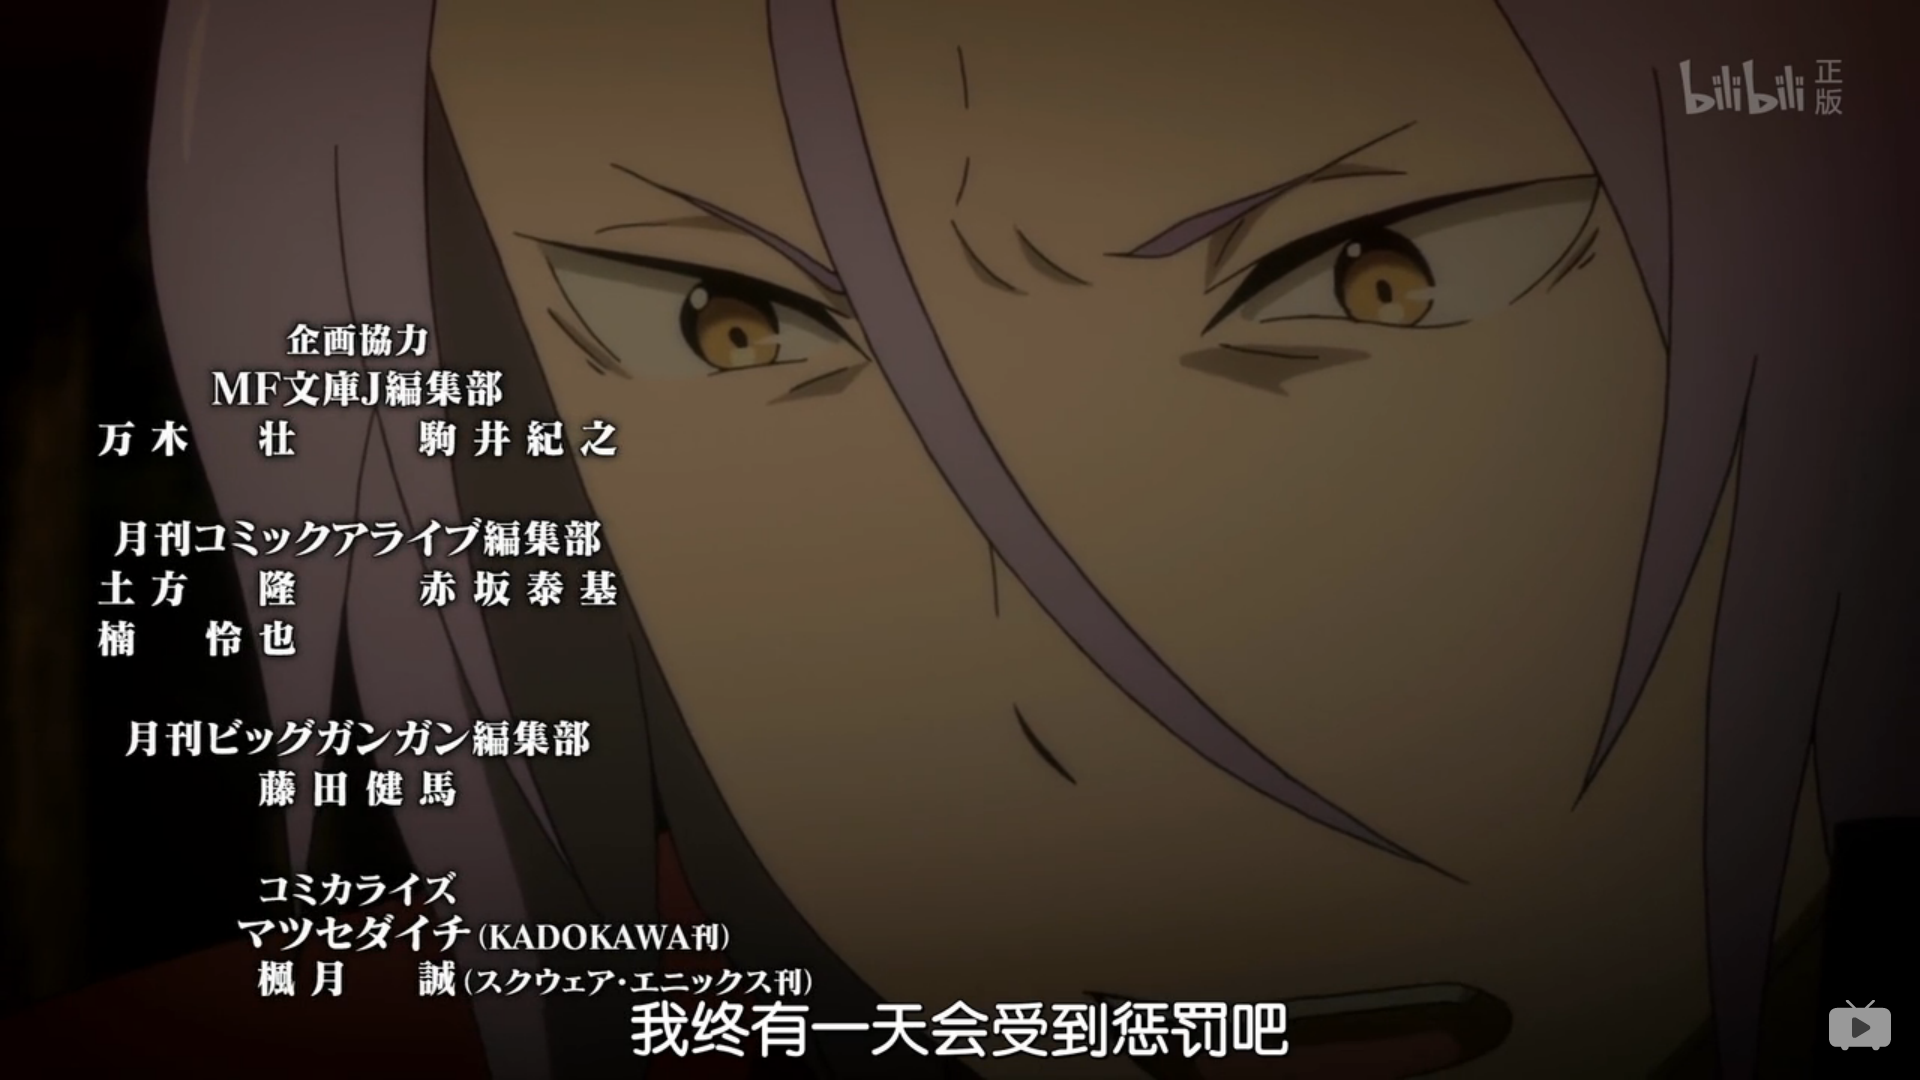 bilibili 正版
企画協力
MF文庫J編集部
万木 壮 駒井紀之
月刊コミックアライブ編集部
土方 隆 赤坂泰基
楠 怜也
月刊ビッグガンガン編集部
藤田健馬
コミカライズ
マツセダイチ(KADOKAWA刊)
楓月 誠(スクウェア・エニックス刊)
我终有一天会受到惩罚吧